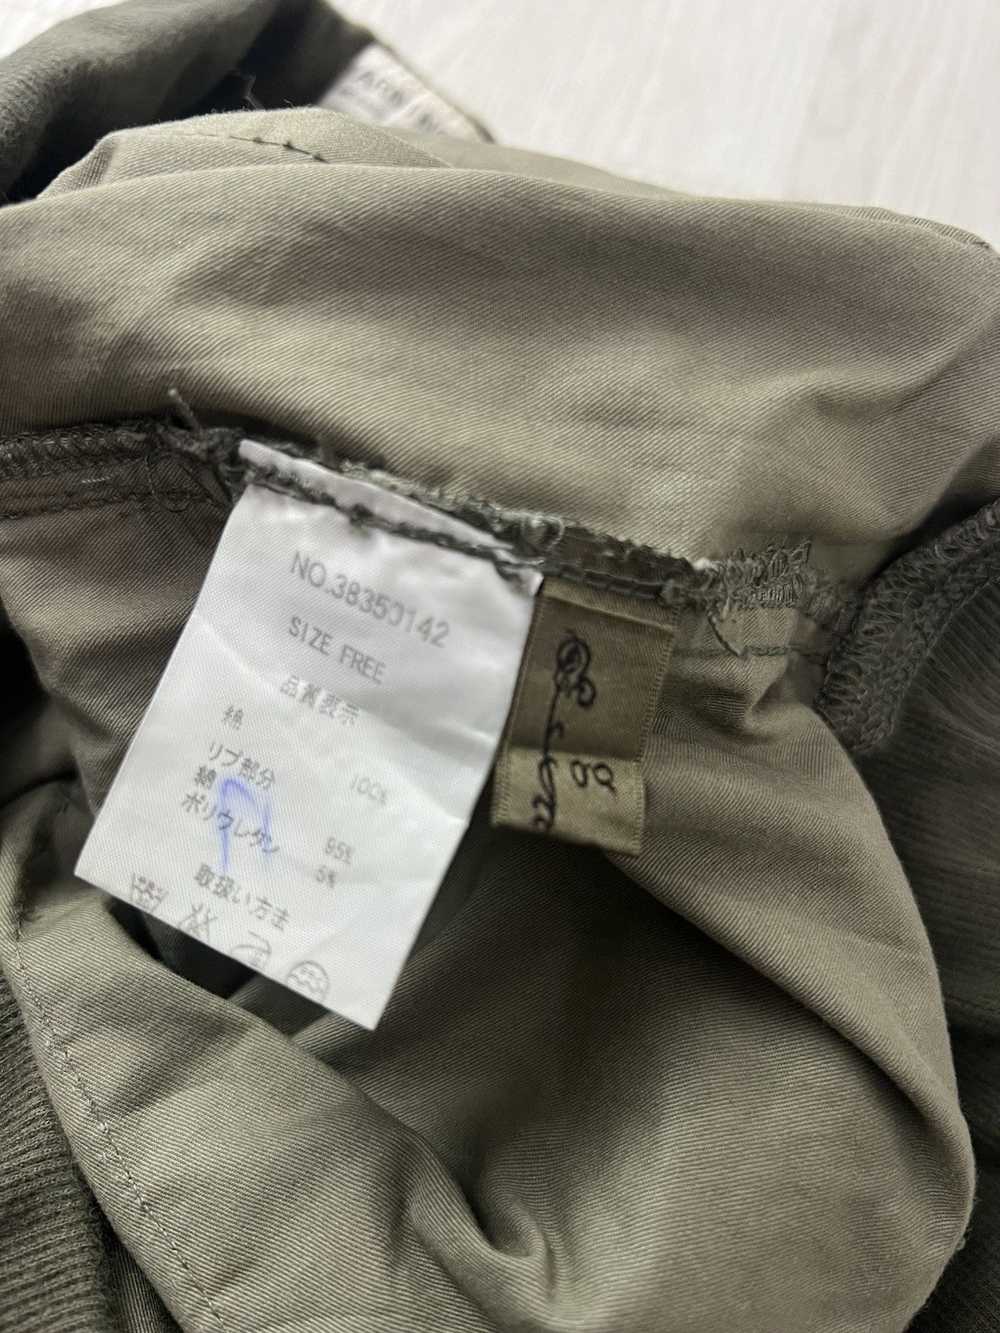 NO.38350142
SIZE FREE
品質表示
綿 100%
リブ部分
綿 95%
ポリウレタン 5%
取扱い方法